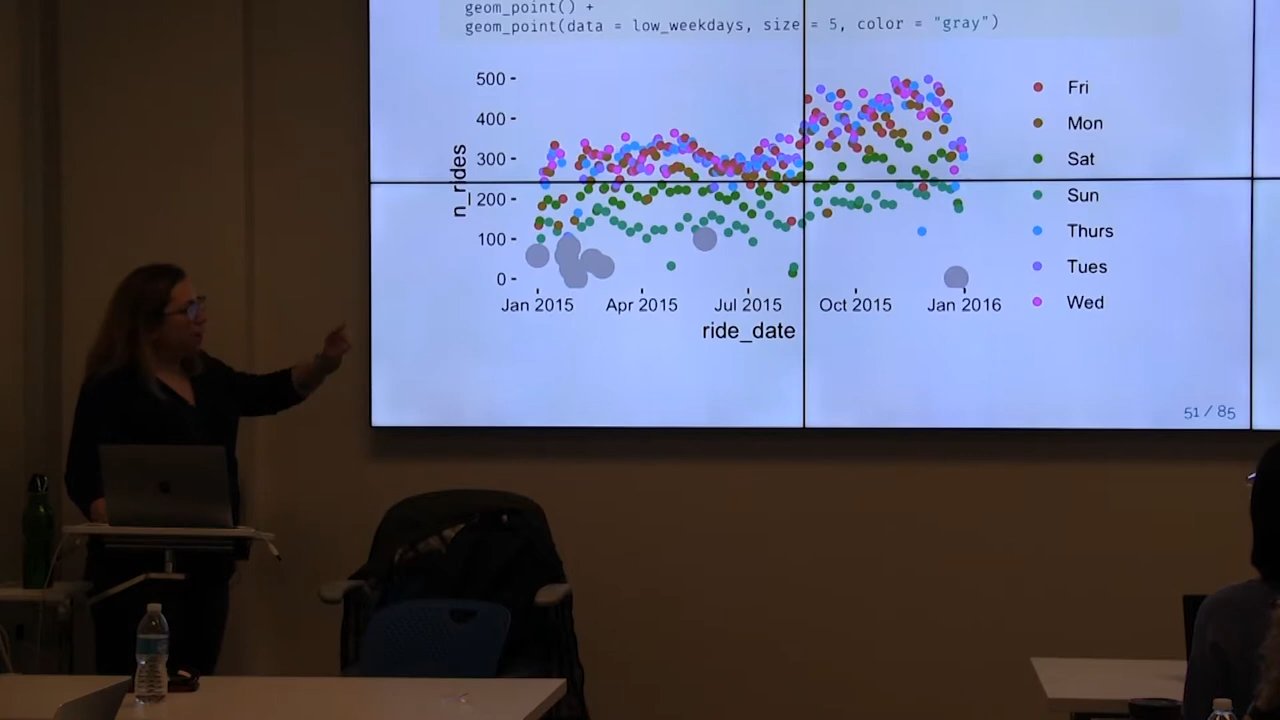 geom_point() +
geom_point(data = low_weekdays, size = 5, color = "gray")
500
400
300
200
100
0
n_rides
Jan 2015
Apr 2015
Jul 2015
Oct 2015
Jan 2016
ride_date
Fri
Mon
Sat
Sun
Thurs
Tues
Wed
51 / 85